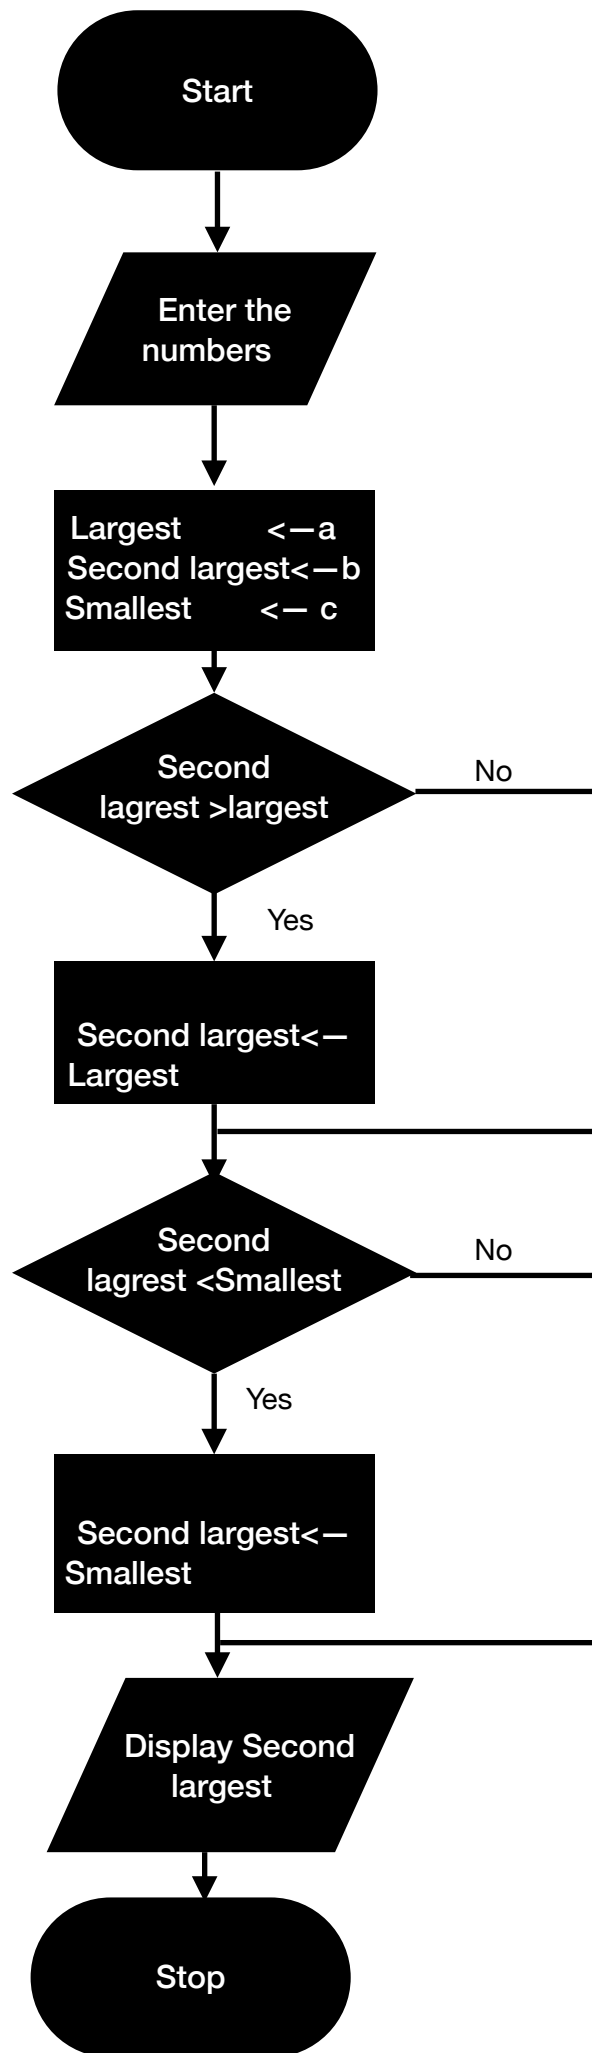 Start
Enter the
numbers
Largest <—a
Second largest<—b
Smallest <— c
Second
lagrest >largest
No
Yes
Second largest<—
Largest
Second
lagrest <Smallest
No
Yes
Second largest<—
Smallest
Display Second
largest
Stop